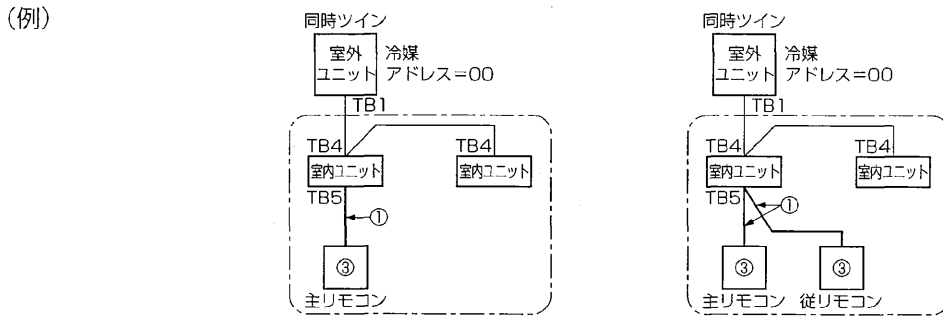 (例)
同時ツイン
室外
ユニット
冷媒
アドレス=00
TB1
TB4
TB4
室内ユニット
室内ユニット
TB5
①
③
主リモコン
同時ツイン
室外
ユニット
冷媒
アドレス=00
TB1
TB4
TB4
室内ユニット
室内ユニット
TB5
①
③
③
主リモコン
従リモコン